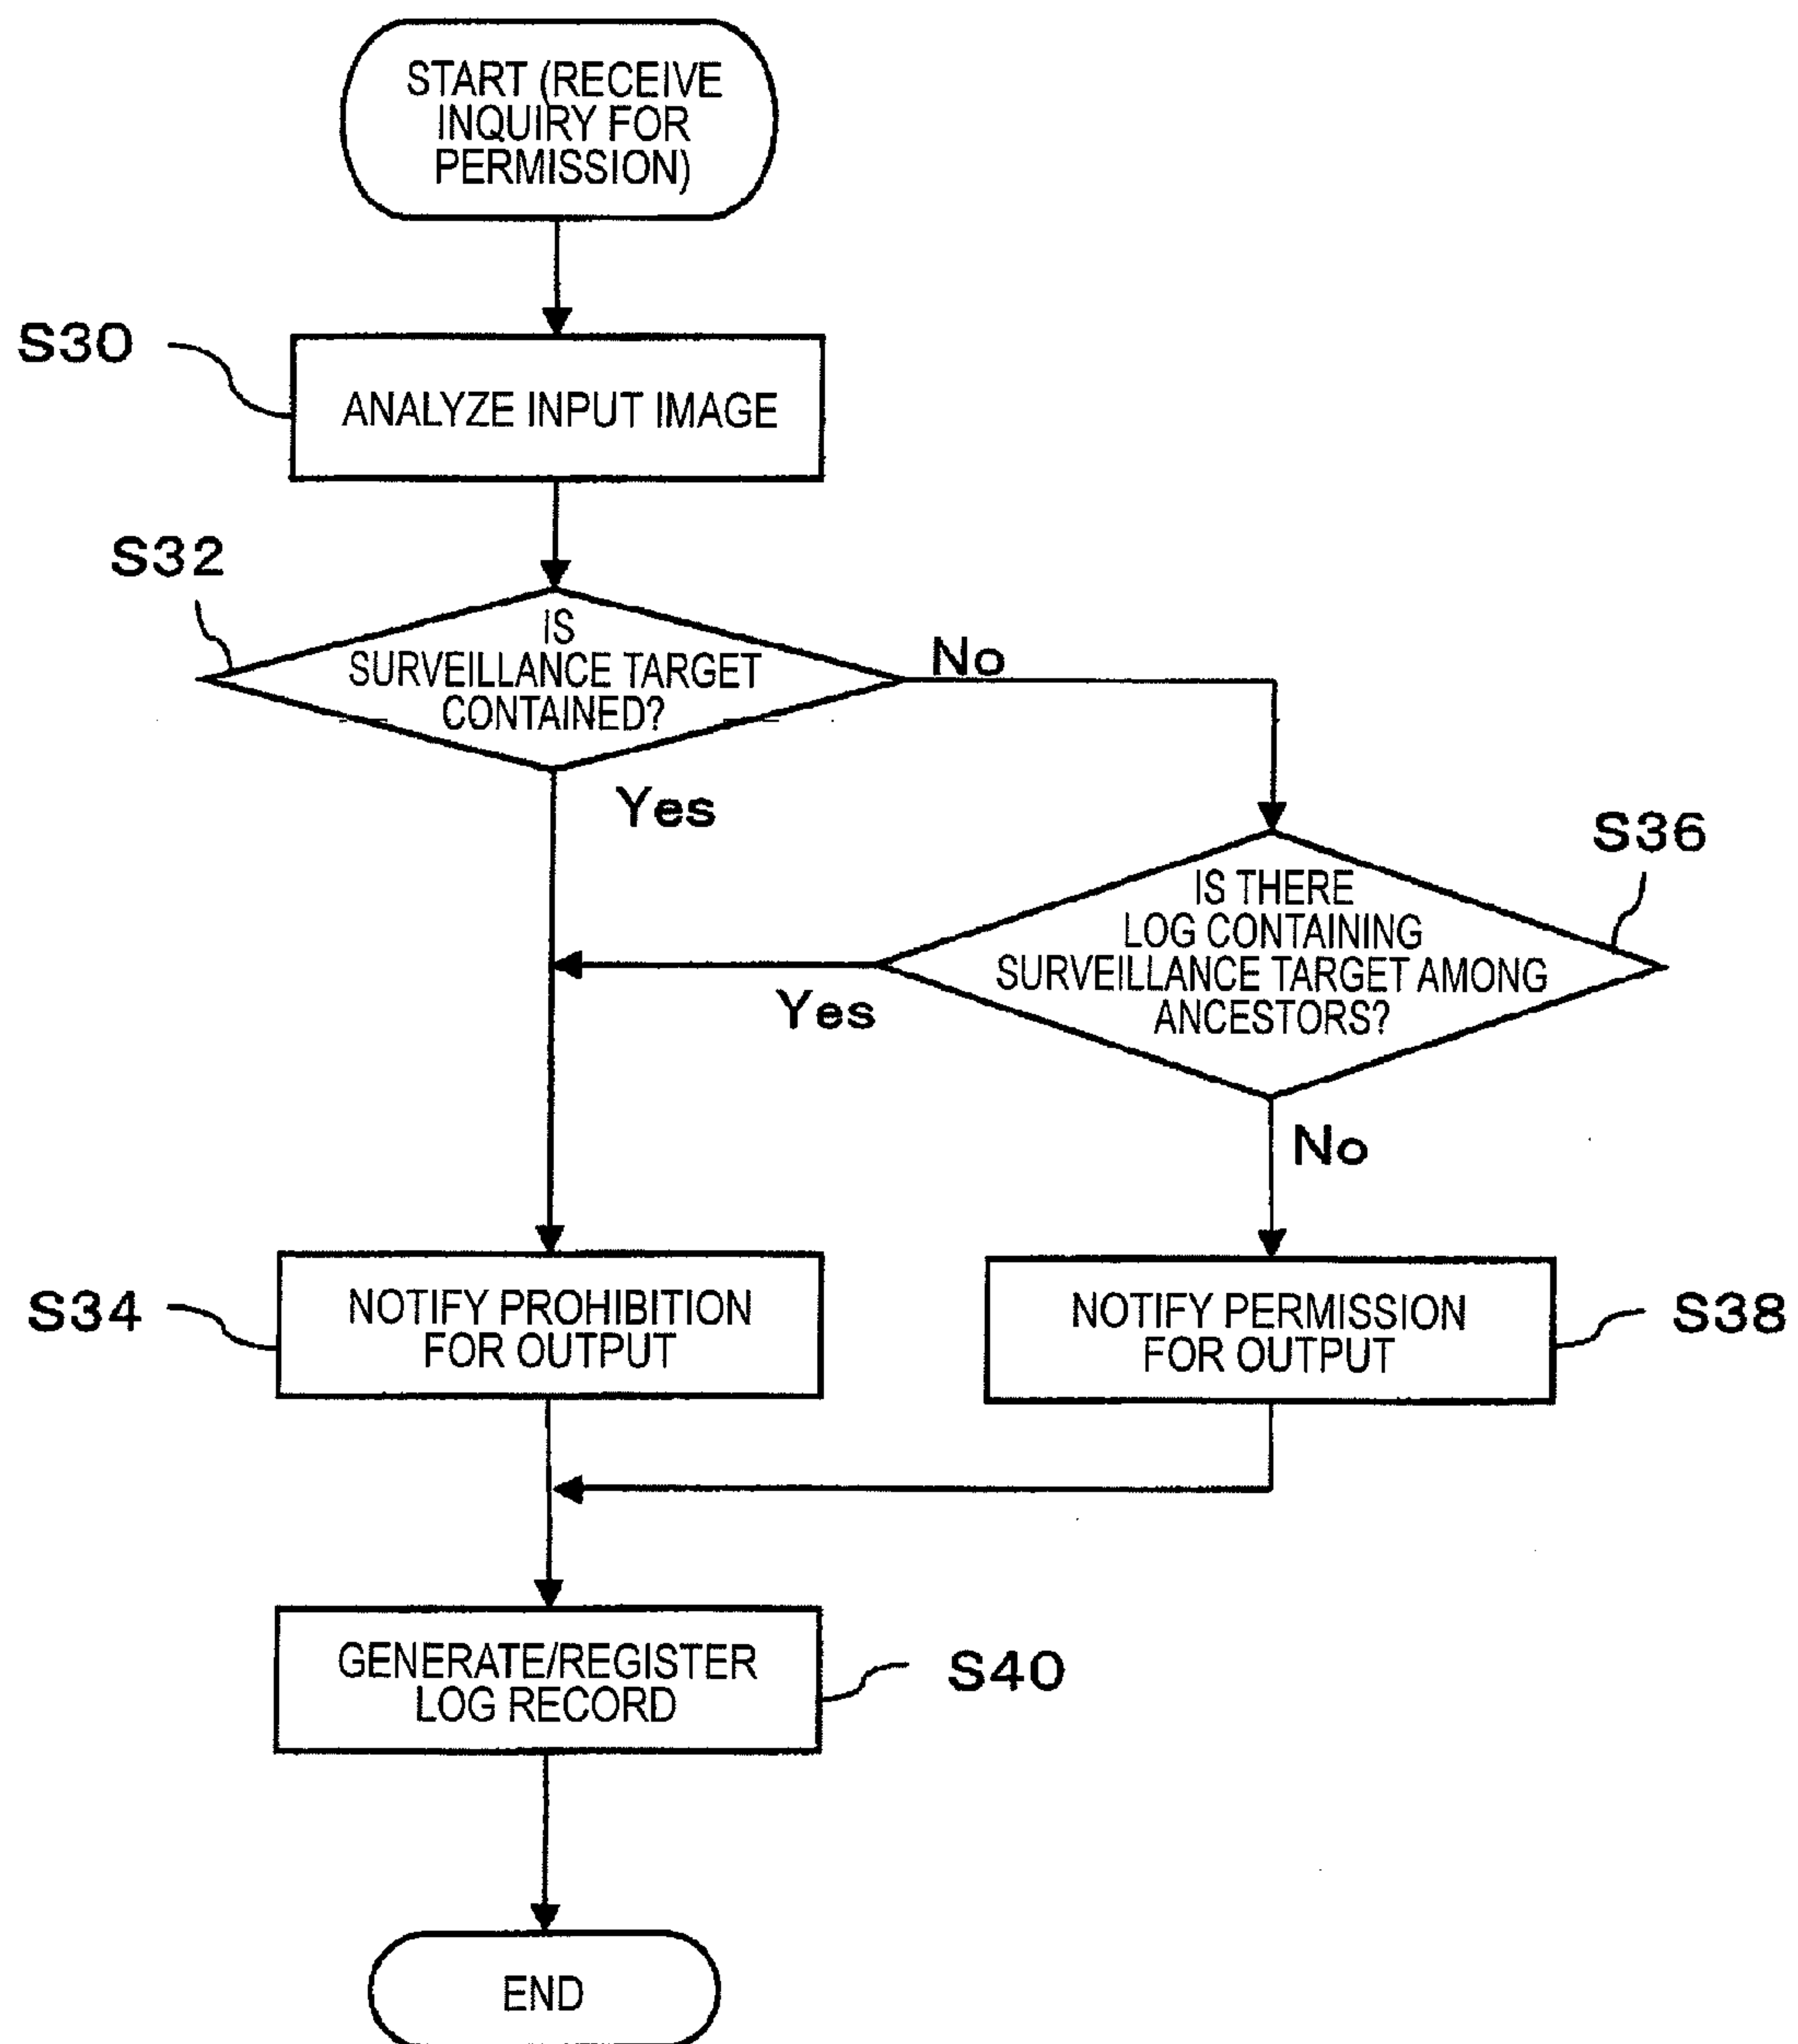 START (RECEIVE
INQUIRY FOR
PERMISSION)
S30
ANALYZE INPUT IMAGE
S32
IS
SURVEILLANCE TARGET
CONTAINED?
No
Yes
S36
IS THERE
LOG CONTAINING
SURVEILLANCE TARGET AMONG
ANCESTORS?
Yes
No
S34
NOTIFY PROHIBITION
FOR OUTPUT
NOTIFY PERMISSION
FOR OUTPUT
S38
GENERATE/REGISTER
LOG RECORD
S40
END